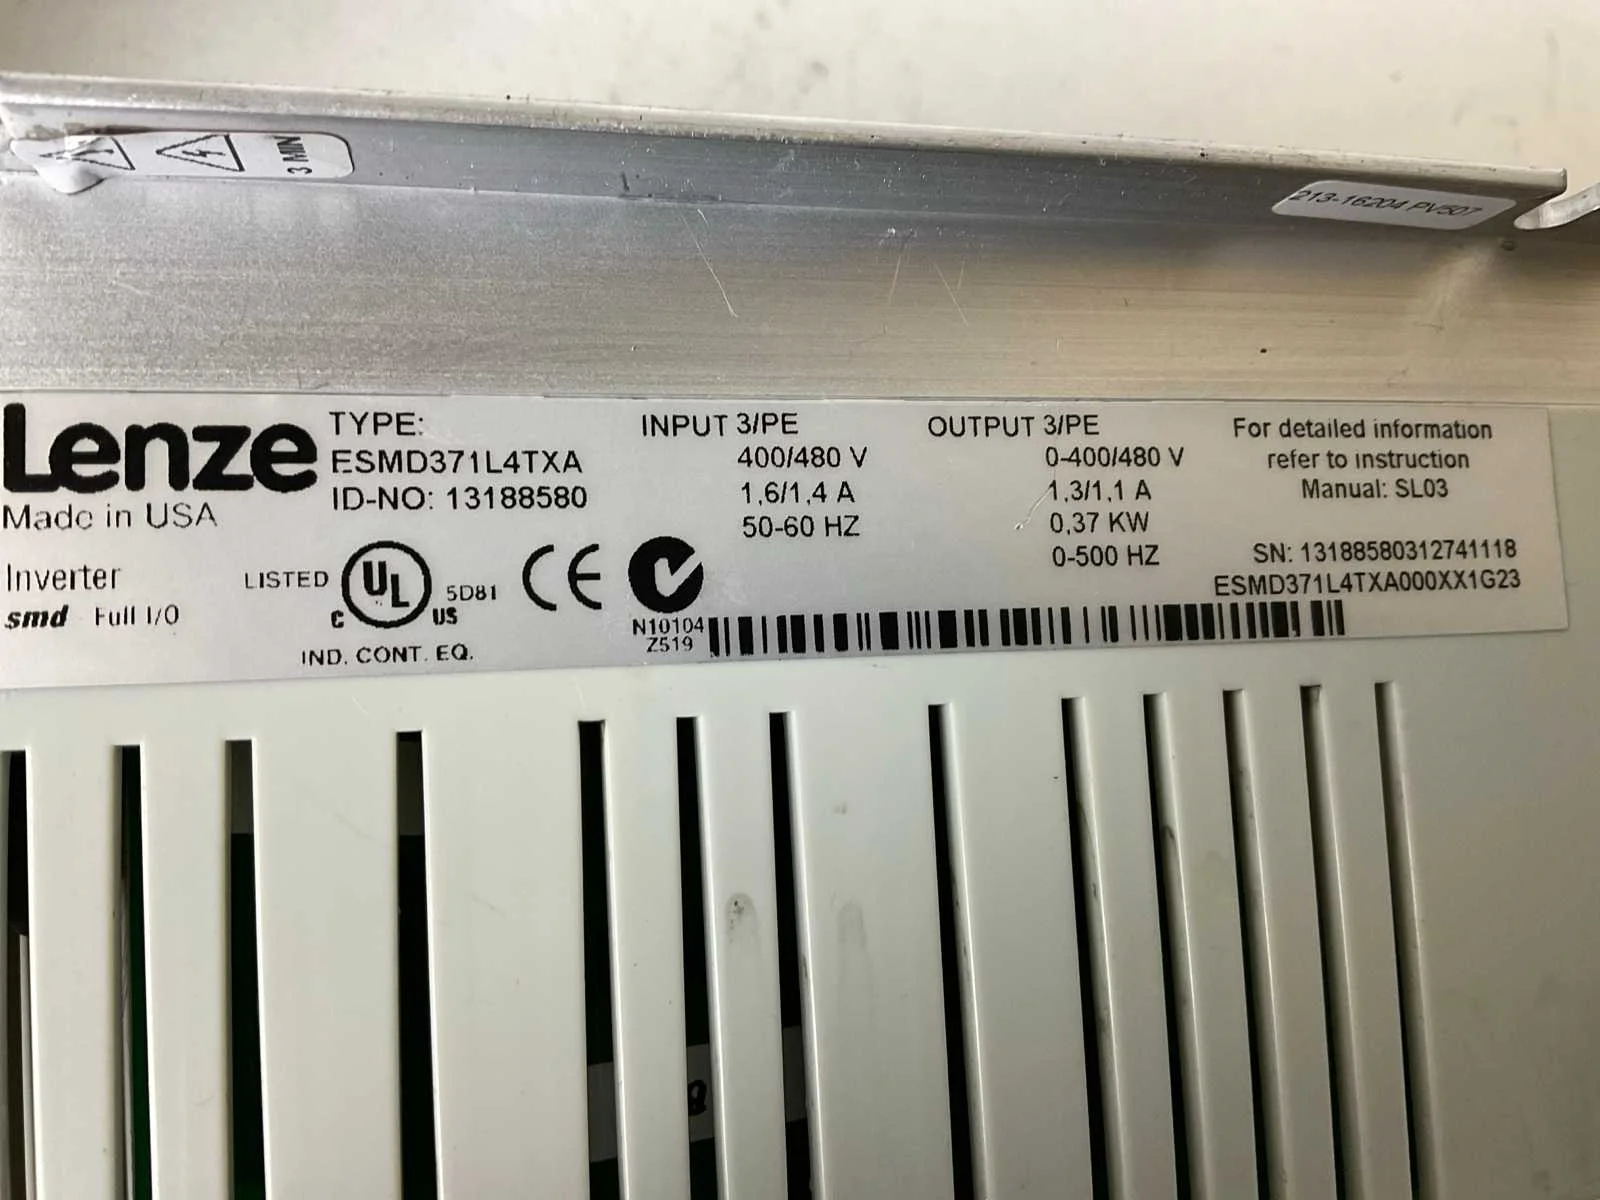 3 MIN
213-16204 PV507
Lenze
Made in USA
Inverter
smd Full I/O
TYPE:
ESMD371L4TXA
ID-NO: 13188580
LISTED
C
UL
US
5D81
IND. CONT. EQ.
CE
N10104
Z519
INPUT 3/PE
400/480 V
1,6/1,4 A
50-60 HZ
OUTPUT 3/PE
0-400/480 V
1,3/1,1 A
0,37 KW
0-500 HZ
For detailed information
refer to instruction
Manual: SL03
SN: 13188580312741118
ESMD371L4TXA000XX1G23